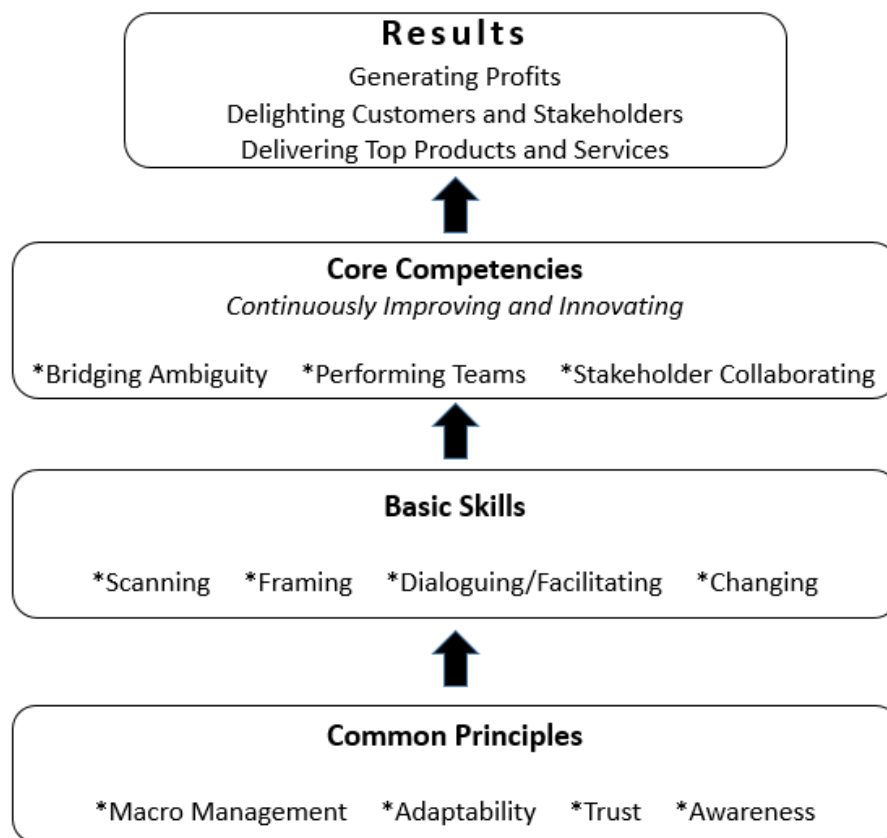 Results
Generating Profits
Delighting Customers and Stakeholders
Delivering Top Products and Services
Core Competencies
Continuously Improving and Innovating
*Bridging Ambiguity *Performing Teams *Stakeholder Collaborating
Basic Skills
*Scanning *Framing *Dialoguing/Facilitating *Changing
Common Principles
*Macro Management *Adaptability *Trust *Awareness